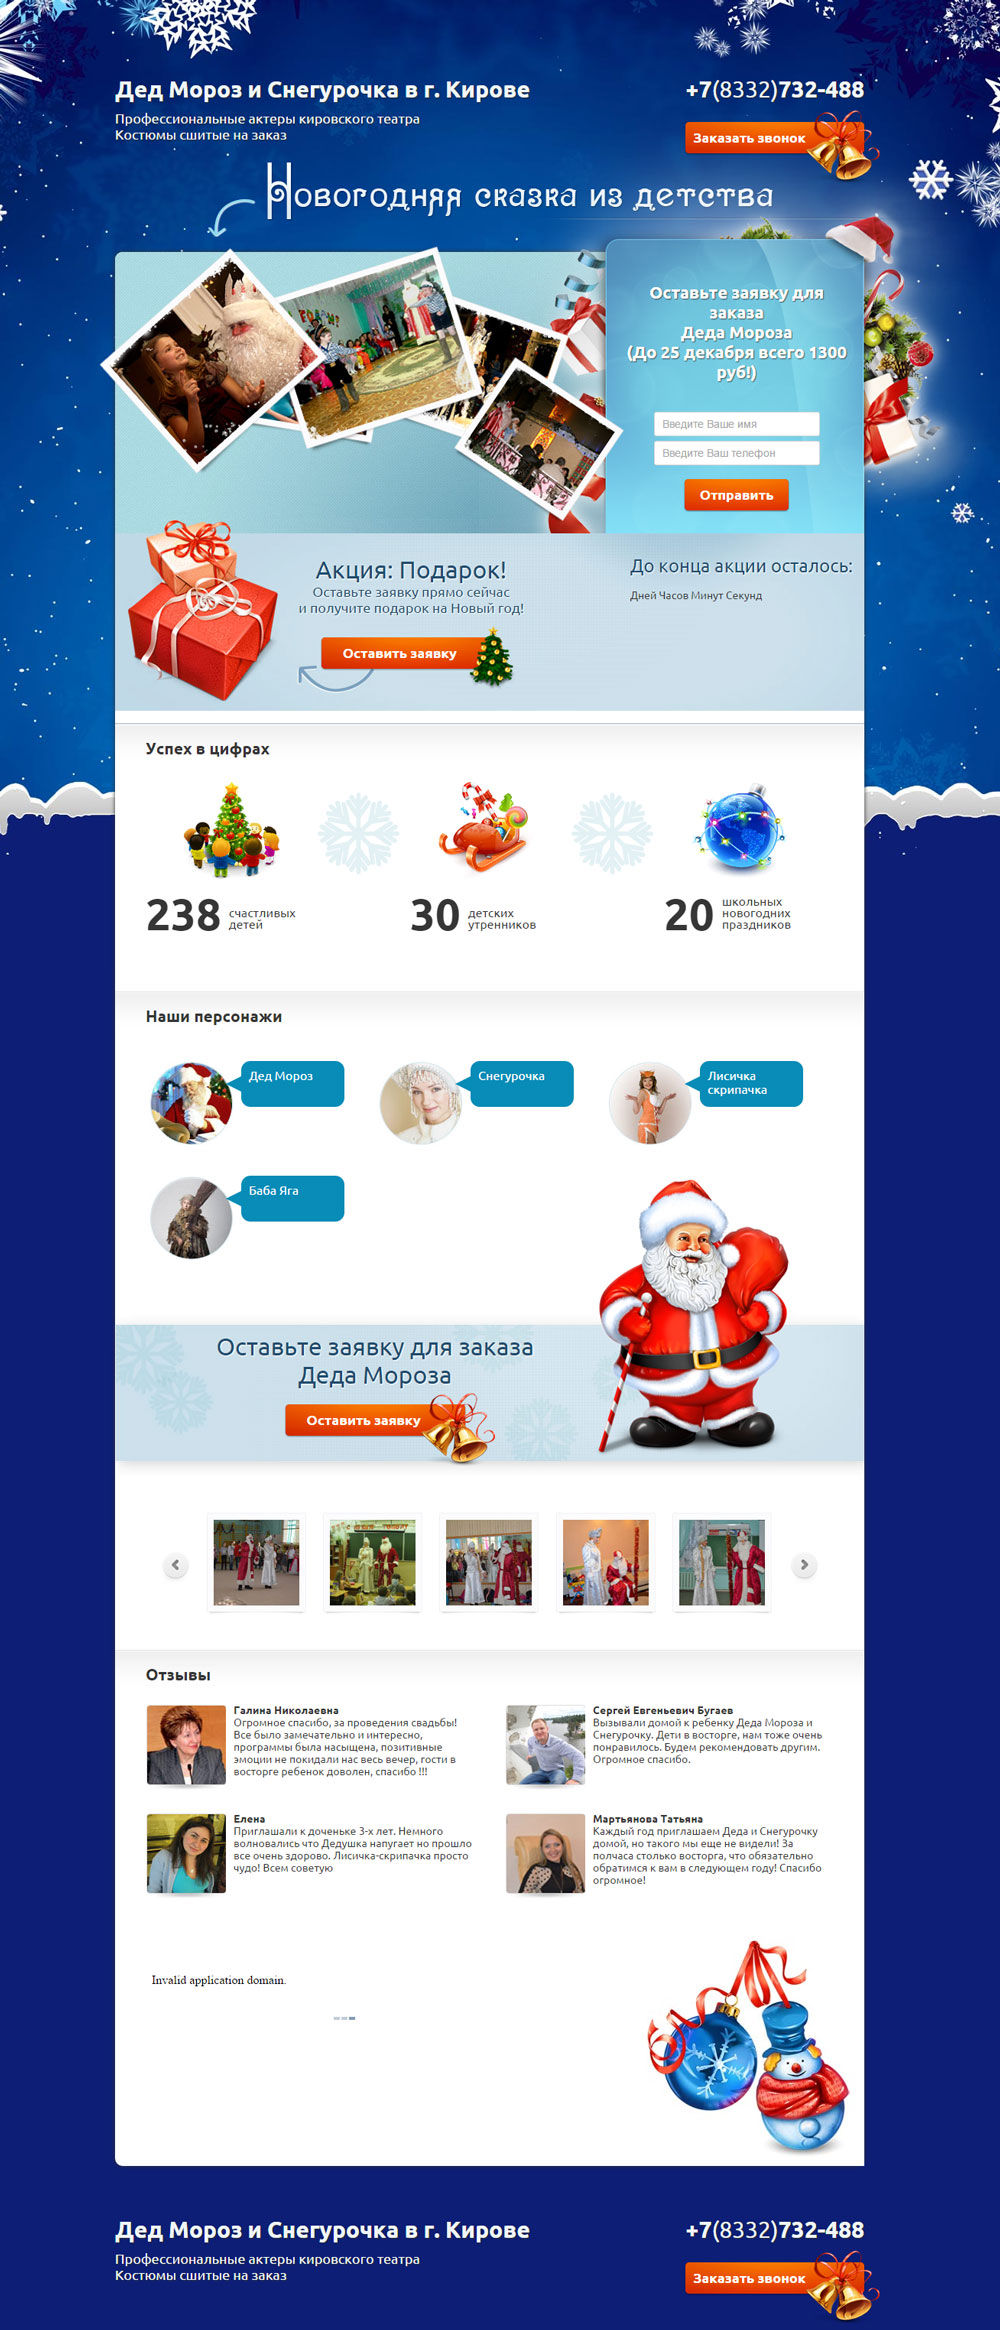 Дед Мороз и Снегурочка в г. Кирове
Профессиональные актеры кировского театра
Костюмы сшитые на заказ
+7(8332)732-488
Заказать звонок
Новогодняя сказка из детства
Оставьте заявку для
заказа
Деда Мороза
(До 25 декабря всего 1300
руб!)
Введите Ваше имя
Введите Ваш телефон
Отправить
Акция: Подарок!
Оставьте заявку прямо сейчас
и получите подарок на Новый год!
Оставить заявку
До конца акции осталось:
Дней Часов Минут Секунд
Успех в цифрах
238 счастливых
детей
30 детских
утренников
20 школьных
новогодних
праздников
Наши персонажи
Дед Мороз
Снегурочка
Лисичка
скрипачка
Баба Яга
Оставьте заявку для заказа
Деда Мороза
Оставить заявку
Отзывы
Галина Николаевна
Огромное спасибо, за проведения свадьбы!
Все было замечательно и интересно,
программы была насыщена, позитивные
эмоции не покидали нас весь вечер, гости в
восторге ребенок доволен, спасибо !!!
Сергей Евгеньевич Бугаев
Вызывали домой к ребенку Деда Мороза и
Снегурочку. Дети в восторге, нам тоже очень
понравилось. Будем рекомендовать другим.
Огромное спасибо.
Елена
Приглашали к доченьке 3-х лет. Немного
волновались что Дедушка напугает но прошло
все очень здорово. Лисичка-скрипачка просто
чудо! Всем советую
Мартьянова Татьяна
Каждый год приглашаем Деда и Снегурочку
домой, но такого мы еще не видели! За
полчаса столько восторга, что обязательно
обратимся к вам в следующем году! Спасибо
огромное!
Invalid application domain.
Дед Мороз и Снегурочка в г. Кирове
Профессиональные актеры кировского театра
Костюмы сшитые на заказ
+7(8332)732-488
Заказать звонок